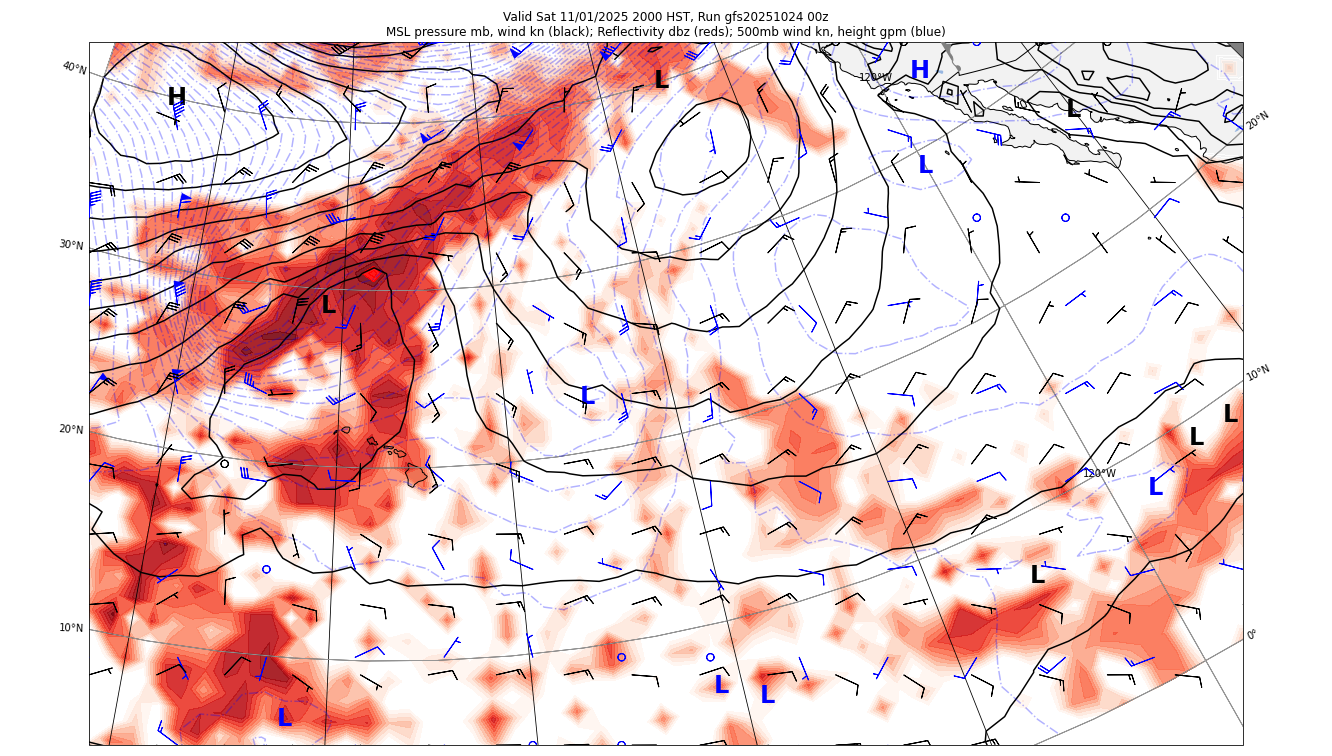 Valid Sat 11/01/2025 2000 HST, Run gfs20251024 00z
MSL pressure mb, wind kn (black); Reflectivity dbz (reds); 500mb wind kn, height gpm (blue)
40°N
H
L
120°W
H
L
20°N
L
30°N
L
10°N
L
L
20°N
L
120°W
L
L
10°N
0°
L
L
L